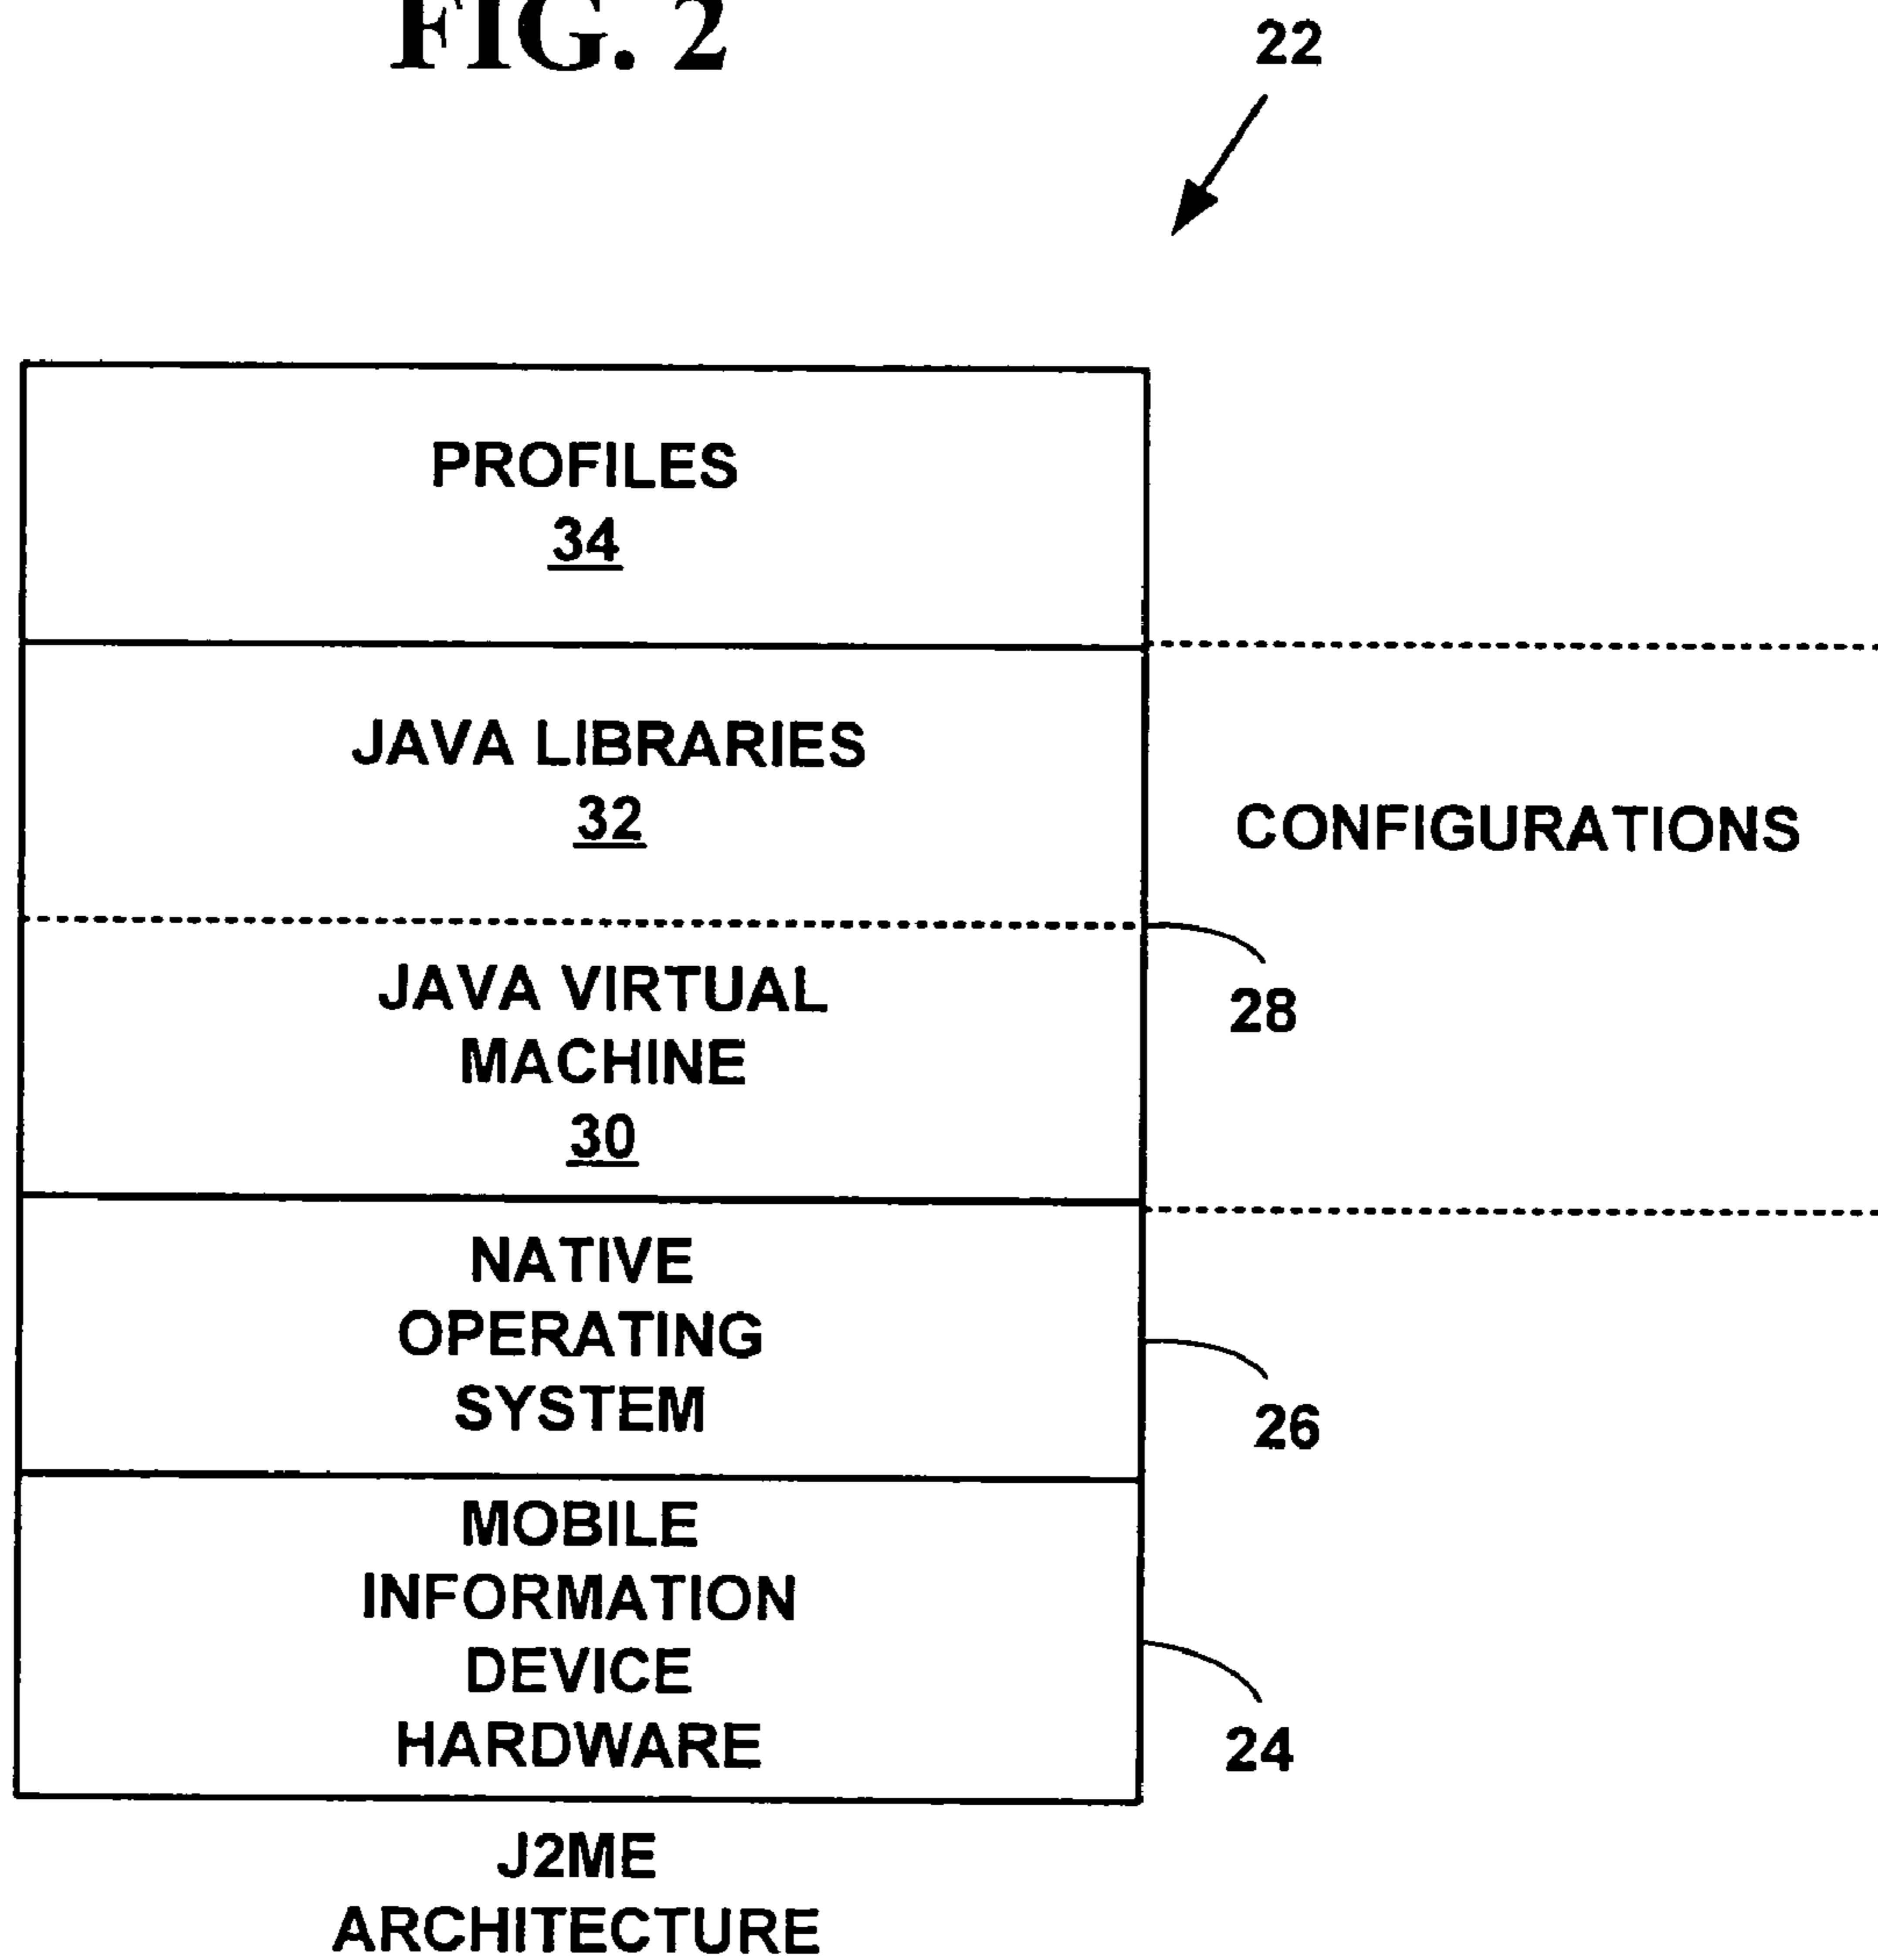 FIG. 2
22
PROFILES
34
JAVA LIBRARIES
32
CONFIGURATIONS
JAVA VIRTUAL
MACHINE
30
28
NATIVE
OPERATING
SYSTEM
26
MOBILE
INFORMATION
DEVICE
HARDWARE
24
J2ME
ARCHITECTURE